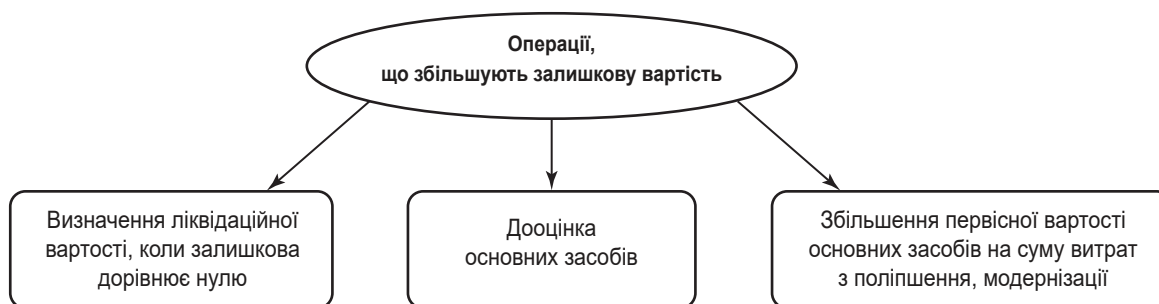 Операції,
що збільшують залишкову вартість
Визначення ліквідаційної
вартості, коли залишкова
дорівнює нулю
Дооцінка
основних засобів
Збільшення первісної вартості
основних засобів на суму витрат
з поліпшення, модернізації